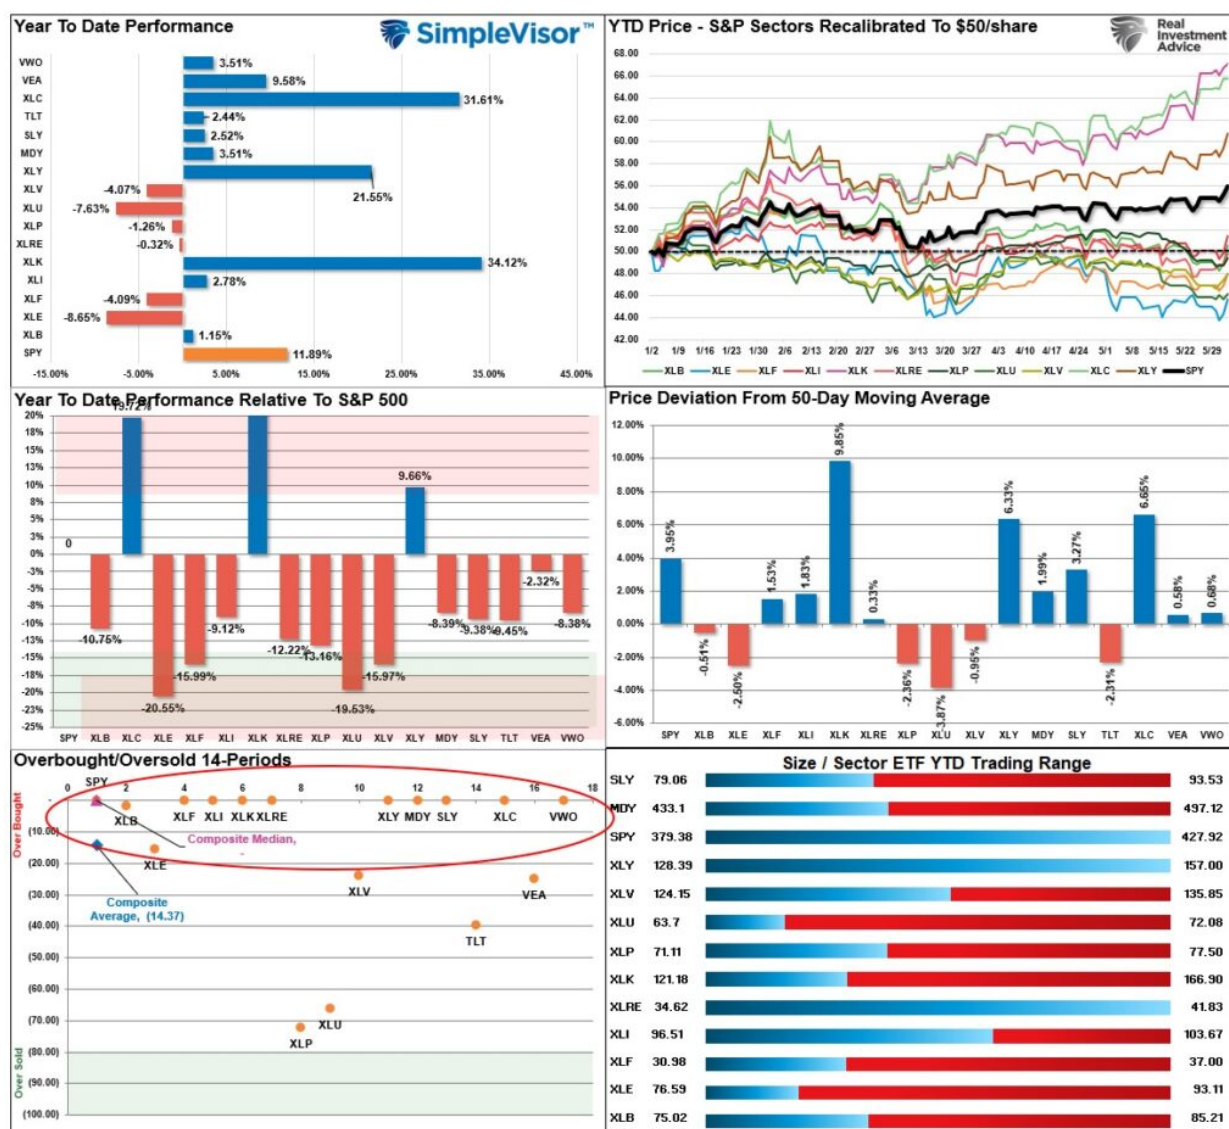 Year To Date Performance
SimpleVisor™
VWO 3.51%
VEA 9.58%
XLC 31.61%
TLT 2.44%
SLY 2.52%
MDY 3.51%
XLY 21.55%
XLV -4.07%
XLU -7.63%
XLP -1.26%
XLRE -0.32%
XLK 34.12%
XLI 2.78%
XLF -4.09%
XLE -8.65%
XLB 1.15%
SPY 11.89%
-15.00% -5.00% 5.00% 15.00% 25.00% 35.00% 45.00%
YTD Price - S&P Sectors Recalibrated To $50/share
Real
Investment
Advice
68.00
66.00
64.00
62.00
60.00
58.00
56.00
54.00
52.00
50.00
48.00
46.00
44.00
42.00
1/2 1/9 1/16 1/23 1/30 2/6 2/13 2/20 2/27 3/6 3/13 3/20 3/27 4/3 4/10 4/17 4/24 5/1 5/8 5/15 5/22 5/29
XLB XLE XLF XLI XLK XLRE XLP XLU XLV XLC XLY SPY
Year To Date Performance Relative To S&P 500
20%
18%
15%
13%
10%
8%
5%
3%
0%
-3%
-5%
-8%
-10%
-13%
-15%
-18%
-20%
-23%
-25%
0 -10.75% 19.72% -20.55% -15.99% -9.12% -12.22% -13.16% -19.53% -15.97% 9.66% -8.39% -9.38% -9.45% -2.32% -8.38%
SPY XLB XLC XLE XLF XLI XLK XLRE XLP XLU XLV XLY MDY SLY TLT VEA VWO
Price Deviation From 50-Day Moving Average
12.00%
10.00%
8.00%
6.00%
4.00%
2.00%
0.00%
-2.00%
-4.00%
-6.00%
3.95% -0.51% -2.50% 1.53% 1.83% 9.85% 0.33% -2.36% -3.87% -0.95% 6.33% 1.99% 3.27% -2.31% 6.65% 0.58% 0.68%
SPY XLB XLE XLF XLI XLK XLRE XLP XLU XLV XLY MDY SLY TLT XLC VEA VWO
Overbought/Oversold 14-Periods
SPY
0 2 4 6 8 10 12 14 16 18
Over Bought
-
(10.00)
(20.00)
(30.00)
(40.00)
(50.00)
(60.00)
(70.00)
(80.00)
(90.00)
(100.00)
Over Sold
XLB XLF XLI XLK XLRE XLY MDY SLY XLC VWO
Composite Median,
-
XLE
XLV
VEA
Composite
Average, (14.37)
TLT
XLU
XLP
Size / Sector ETF YTD Trading Range
SLY 79.06 93.53
MDY 433.1 497.12
SPY 379.38 427.92
XLY 128.39 157.00
XLV 124.15 135.85
XLU 63.7 72.08
XLP 71.11 77.50
XLK 121.18 166.90
XLRE 34.62 41.83
XLI 96.51 103.67
XLF 30.98 37.00
XLE 76.59 93.11
XLB 75.02 85.21